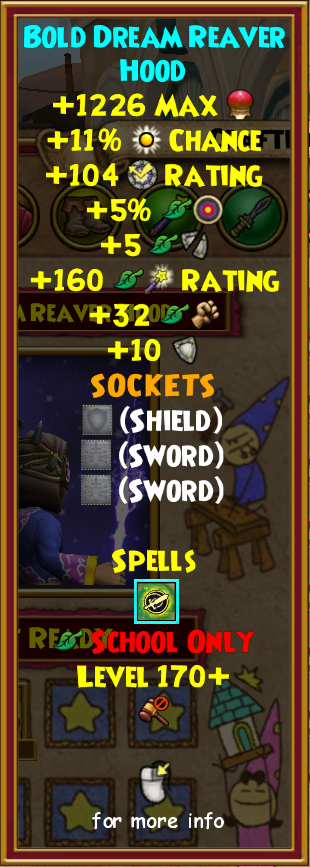 BOLD DREAM REAVER
HOOD
+1226 MAX
+11% CHANCE
+104 RATING
+5%
+5
+160 RATING
+32
+10
SOCKETS
(SHIELD)
(SWORD)
(SWORD)
SPELLS
SCHOOL ONLY
LEVEL 170+
for more info